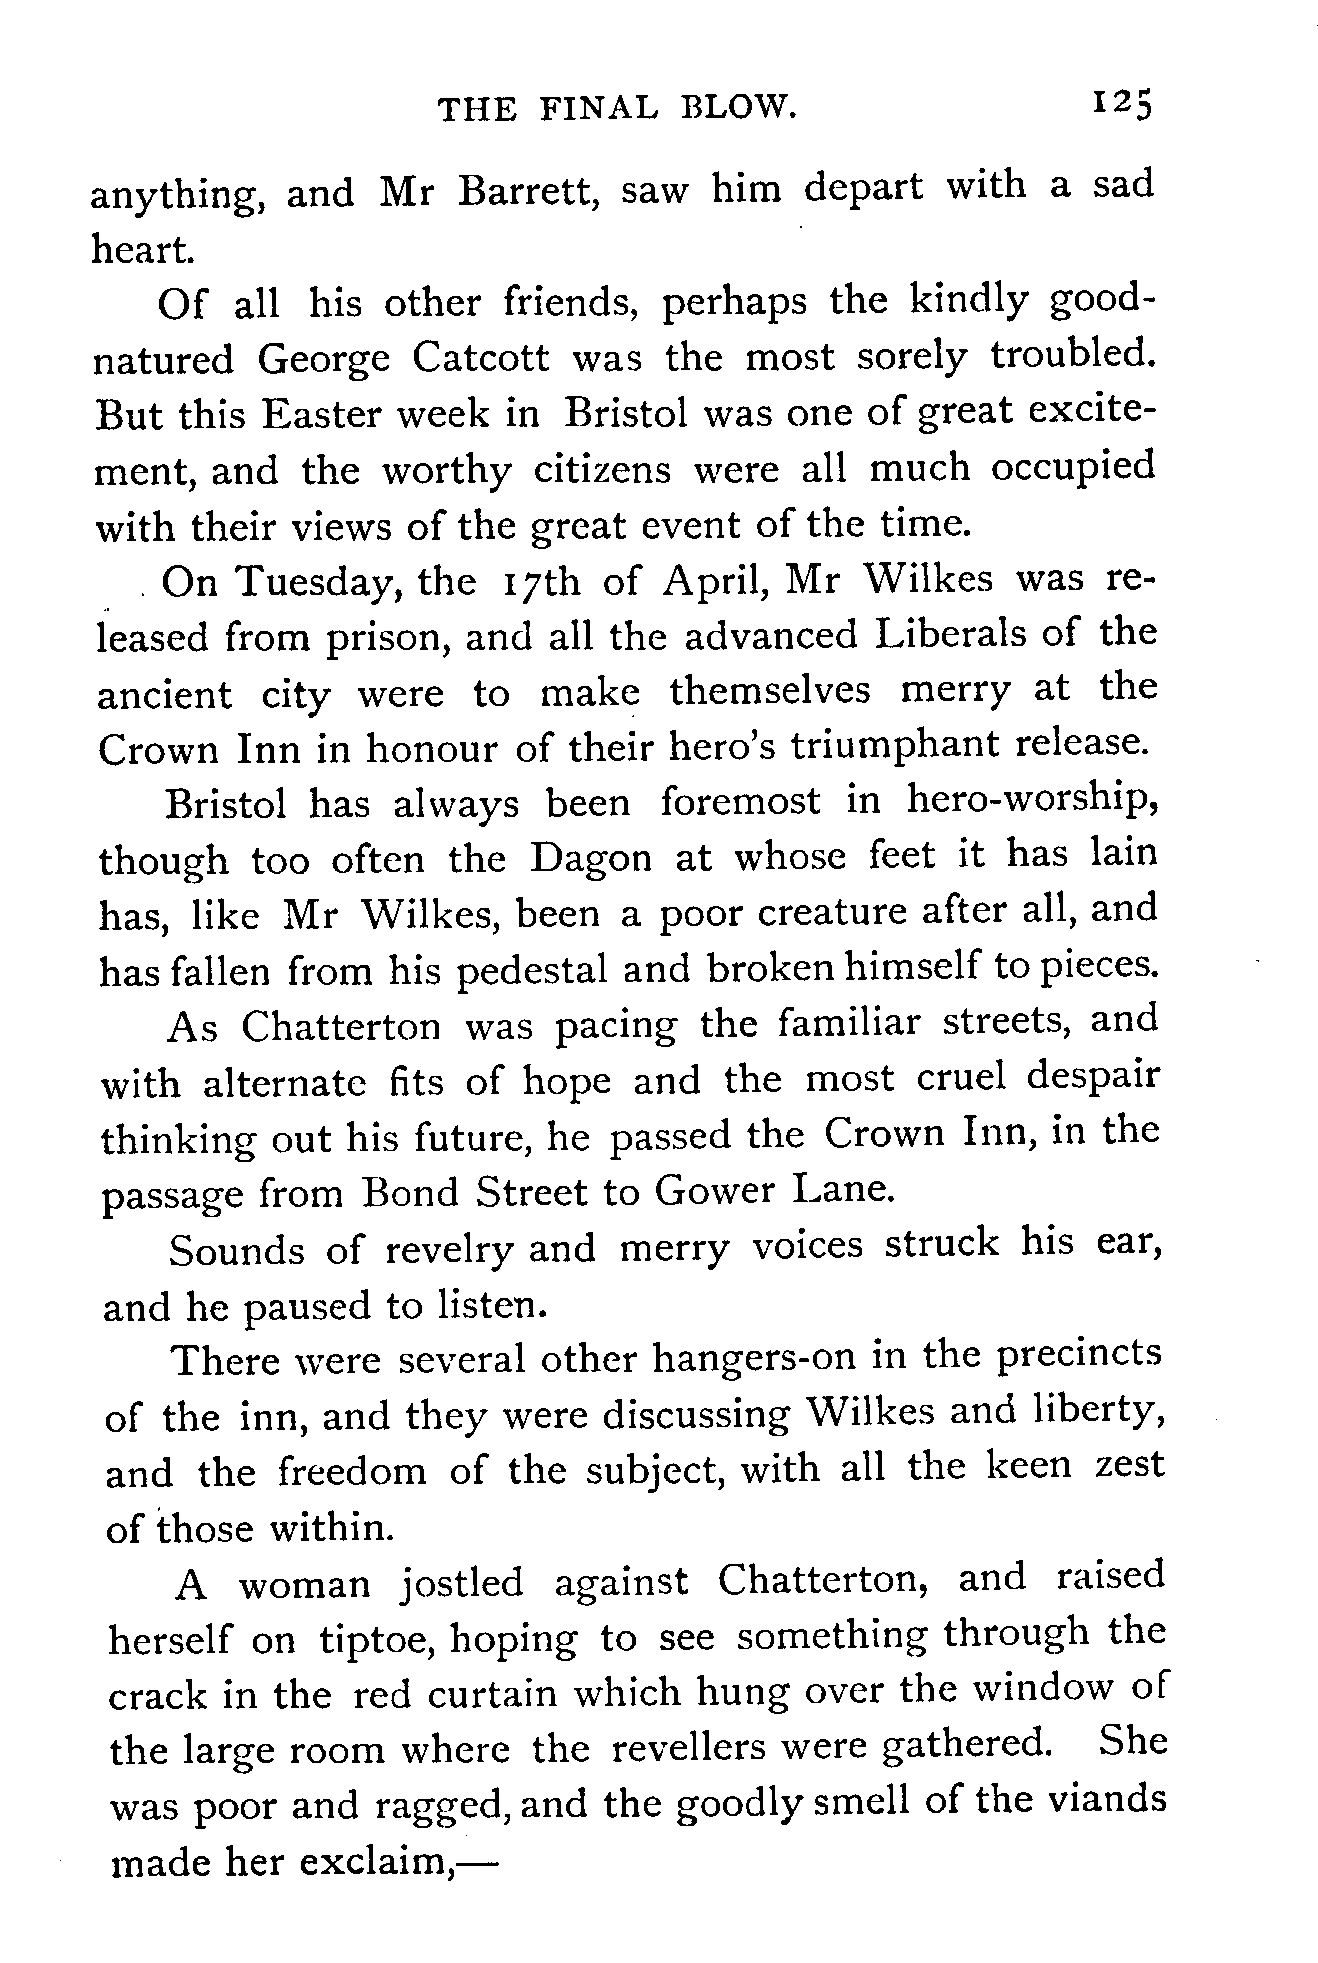 THE FINAL BLOW. 125
anything, and Mr Barrett, saw him depart with a sad
heart.
Of all his other friends, perhaps the kindly good-
natured George Catcott was the most sorely troubled.
But this Easter week in Bristol was one of great excite-
ment, and the worthy citizens were all much occupied
with their views of the great event of the time.
On Tuesday, the 17th of April, Mr Wilkes was re-
leased from prison, and all the advanced Liberals of the
ancient city were to make themselves merry at the
Crown Inn in honour of their hero's triumphant release.
Bristol has always been foremost in hero-worship,
though too often the Dagon at whose feet it has lain
has, like Mr Wilkes, been a poor creature after all, and
has fallen from his pedestal and broken himself to pieces.
As Chatterton was pacing the familiar streets, and
with alternate fits of hope and the most cruel despair
thinking out his future, he passed the Crown Inn, in the
passage from Bond Street to Gower Lane.
Sounds of revelry and merry voices struck his ear,
and he paused to listen.
There were several other hangers-on in the precincts
of the inn, and they were discussing Wilkes and liberty,
and the freedom of the subject, with all the keen zest
of those within.
A woman jostled against Chatterton, and raised
herself on tiptoe, hoping to see something through the
crack in the red curtain which hung over the window of
the large room where the revellers were gathered. She
was poor and ragged, and the goodly smell of the viands
made her exclaim,—